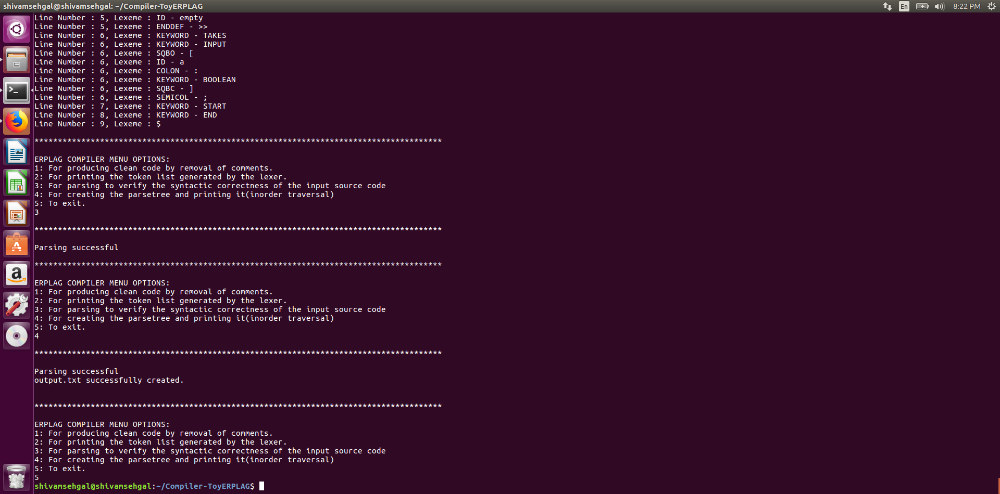 shivamsehgal@shivamsehgal: ~/Compiler-ToyERPLAG
En
8:22 PM
Line Number : 5, Lexeme : ID - empty
Line Number : 5, Lexeme : ENDDEF - >>
Line Number : 6, Lexeme : KEYWORD - TAKES
Line Number : 6, Lexeme : KEYWORD - INPUT
Line Number : 6, Lexeme : SQBO - [
Line Number : 6, Lexeme : ID - a
Line Number : 6, Lexeme : COLON - :
Line Number : 6, Lexeme : KEYWORD - BOOLEAN
Line Number : 6, Lexeme : SQBC - ]
Line Number : 6, Lexeme : SEMICOL - ;
Line Number : 7, Lexeme : KEYWORD - START
Line Number : 8, Lexeme : KEYWORD - END
Line Number : 9, Lexeme : $
***************************************************************************************
ERPLAG COMPILER MENU OPTIONS:
1: For producing clean code by removal of comments.
2: For printing the token list generated by the lexer.
3: For parsing to verify the syntactic correctness of the input source code
4: For creating the parsetree and printing it(inorder traversal)
5: To exit.
3
***************************************************************************************
Parsing successful
***************************************************************************************
ERPLAG COMPILER MENU OPTIONS:
1: For producing clean code by removal of comments.
2: For printing the token list generated by the lexer.
3: For parsing to verify the syntactic correctness of the input source code
4: For creating the parsetree and printing it(inorder traversal)
5: To exit.
4
***************************************************************************************
Parsing successful
output.txt successfully created.
***************************************************************************************
ERPLAG COMPILER MENU OPTIONS:
1: For producing clean code by removal of comments.
2: For printing the token list generated by the lexer.
3: For parsing to verify the syntactic correctness of the input source code
4: For creating the parsetree and printing it(inorder traversal)
5: To exit.
5
shivamsehgal@shivamsehgal:~/Compiler-ToyERPLAG$